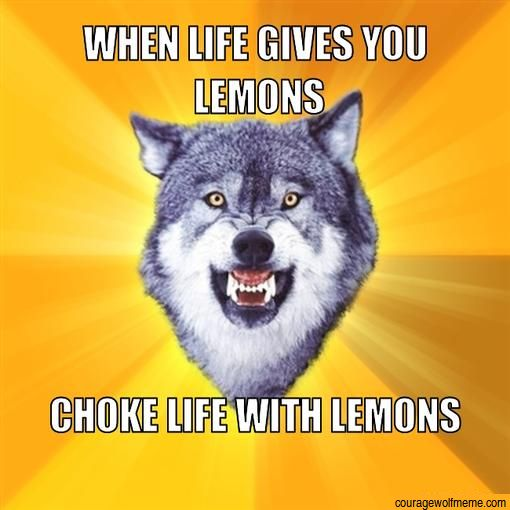 WHEN LIFE GIVES YOU
LEMONS
CHOKE LIFE WITH LEMONS
couragewolfmeme.com